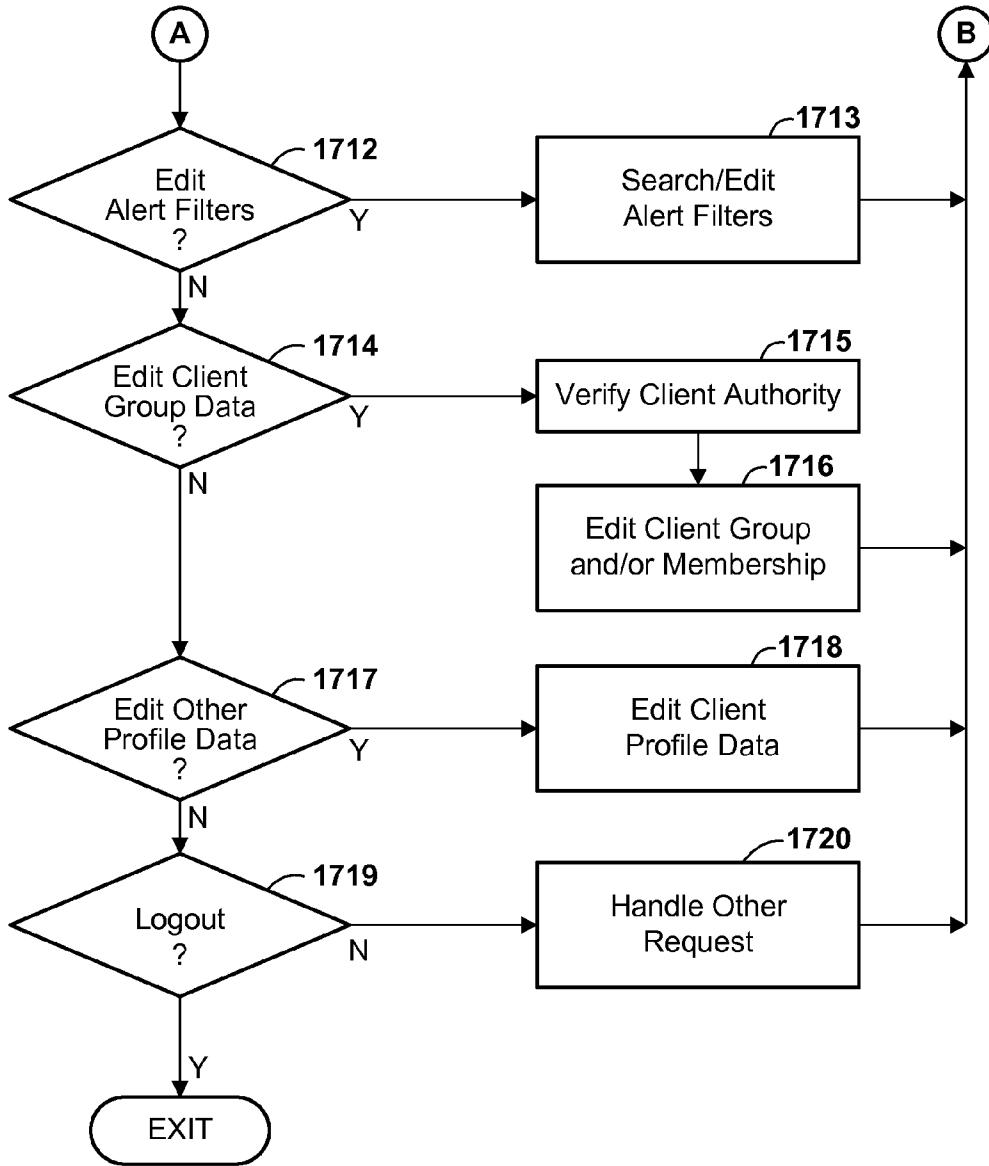 A
B
1712
Edit
Alert Filters
?
Y
N
1713
Search/Edit
Alert Filters
1714
Edit Client
Group Data
?
Y
N
1715
Verify Client Authority
1716
Edit Client Group
and/or Membership
1717
Edit Other
Profile Data
?
Y
N
1718
Edit Client
Profile Data
1719
Logout
?
N
Y
1720
Handle Other
Request
EXIT